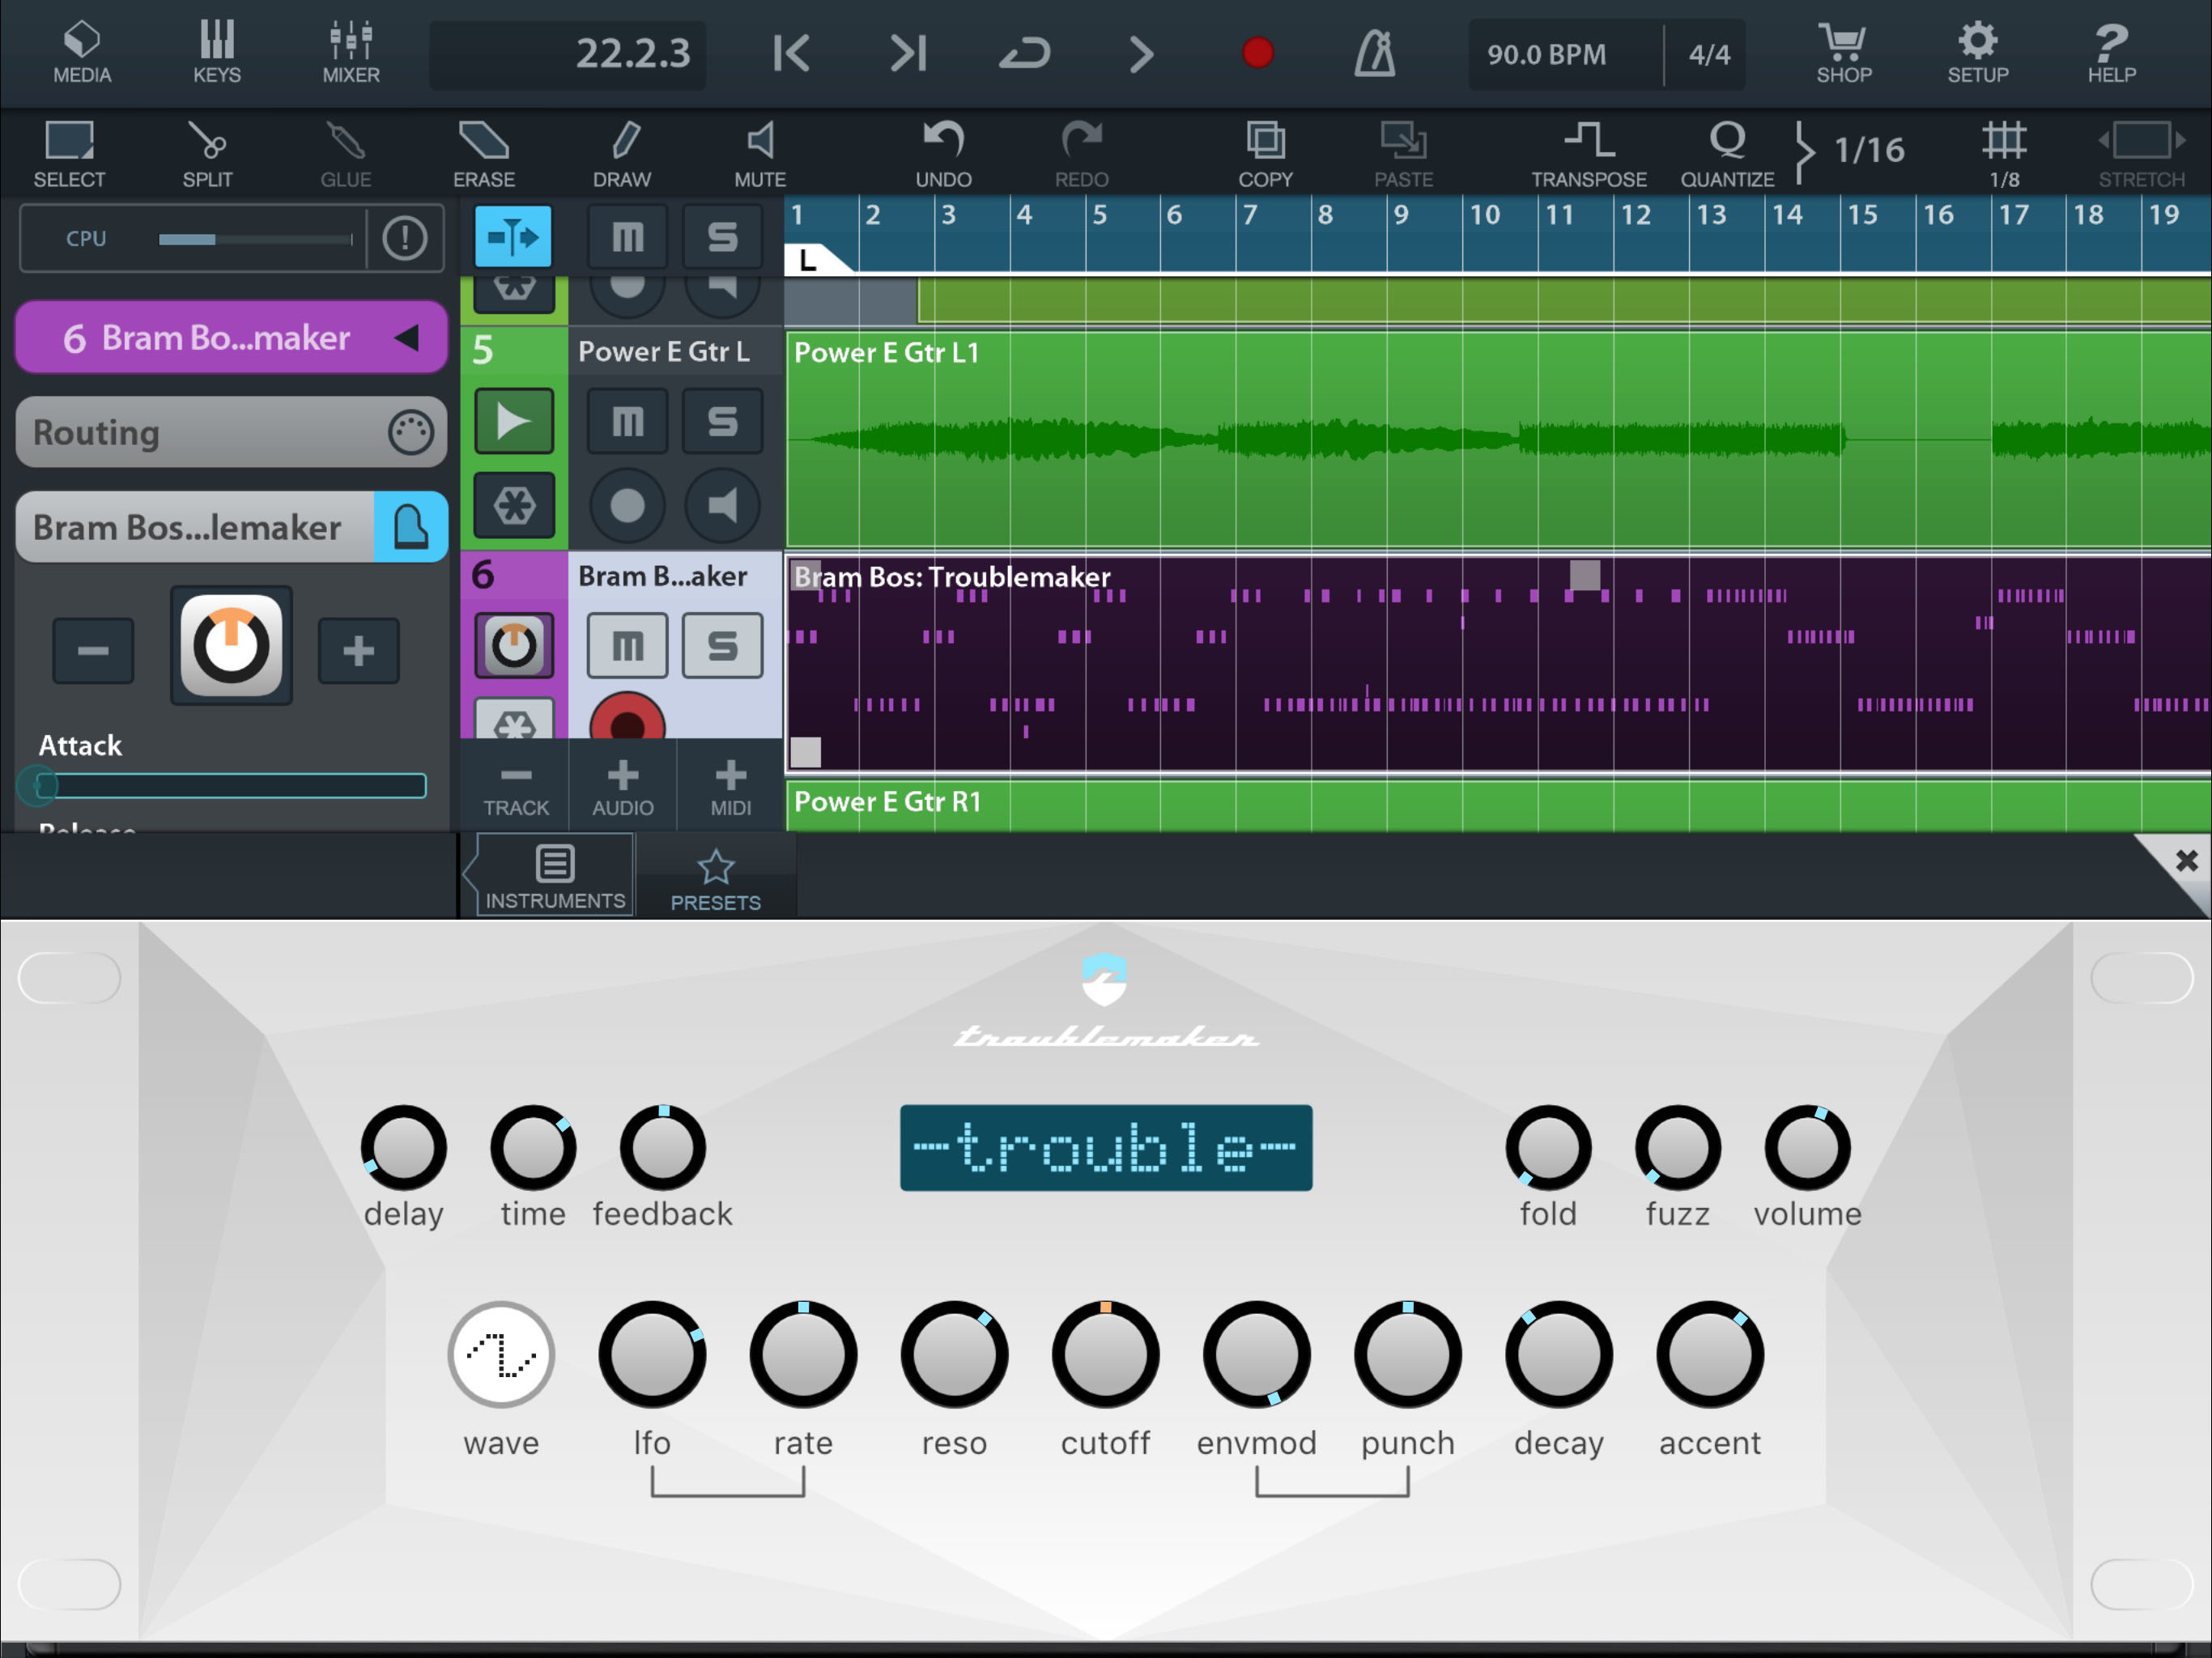 22.2.3
90.0 BPM 4/4
MEDIA KEYS MIXER SHOP SETUP HELP
Q 1/16
SELECT SPLIT GLUE ERASE DRAW MUTE UNDO REDO COPY PASTE TRANSPOSE QUANTIZE 1/8 STRETCH
CPU m S
1 2 3 4 5 6 7 8 9 10 11 12 13 14 15 16 17 18 19
L
6 Bram Bo...maker
5 Power E Gtr L
Power E Gtr L1
m S
Routing
Bram Bos...lemaker
6 Bram B...aker
Bram Bos: Troublemaker
m S
Attack
Release
TRACK AUDIO MIDI
Power E Gtr R1
INSTRUMENTS PRESETS
troublemaker
-trouble-
delay time feedback
fold fuzz volume
wave lfo rate reso cutoff envmod punch decay accent